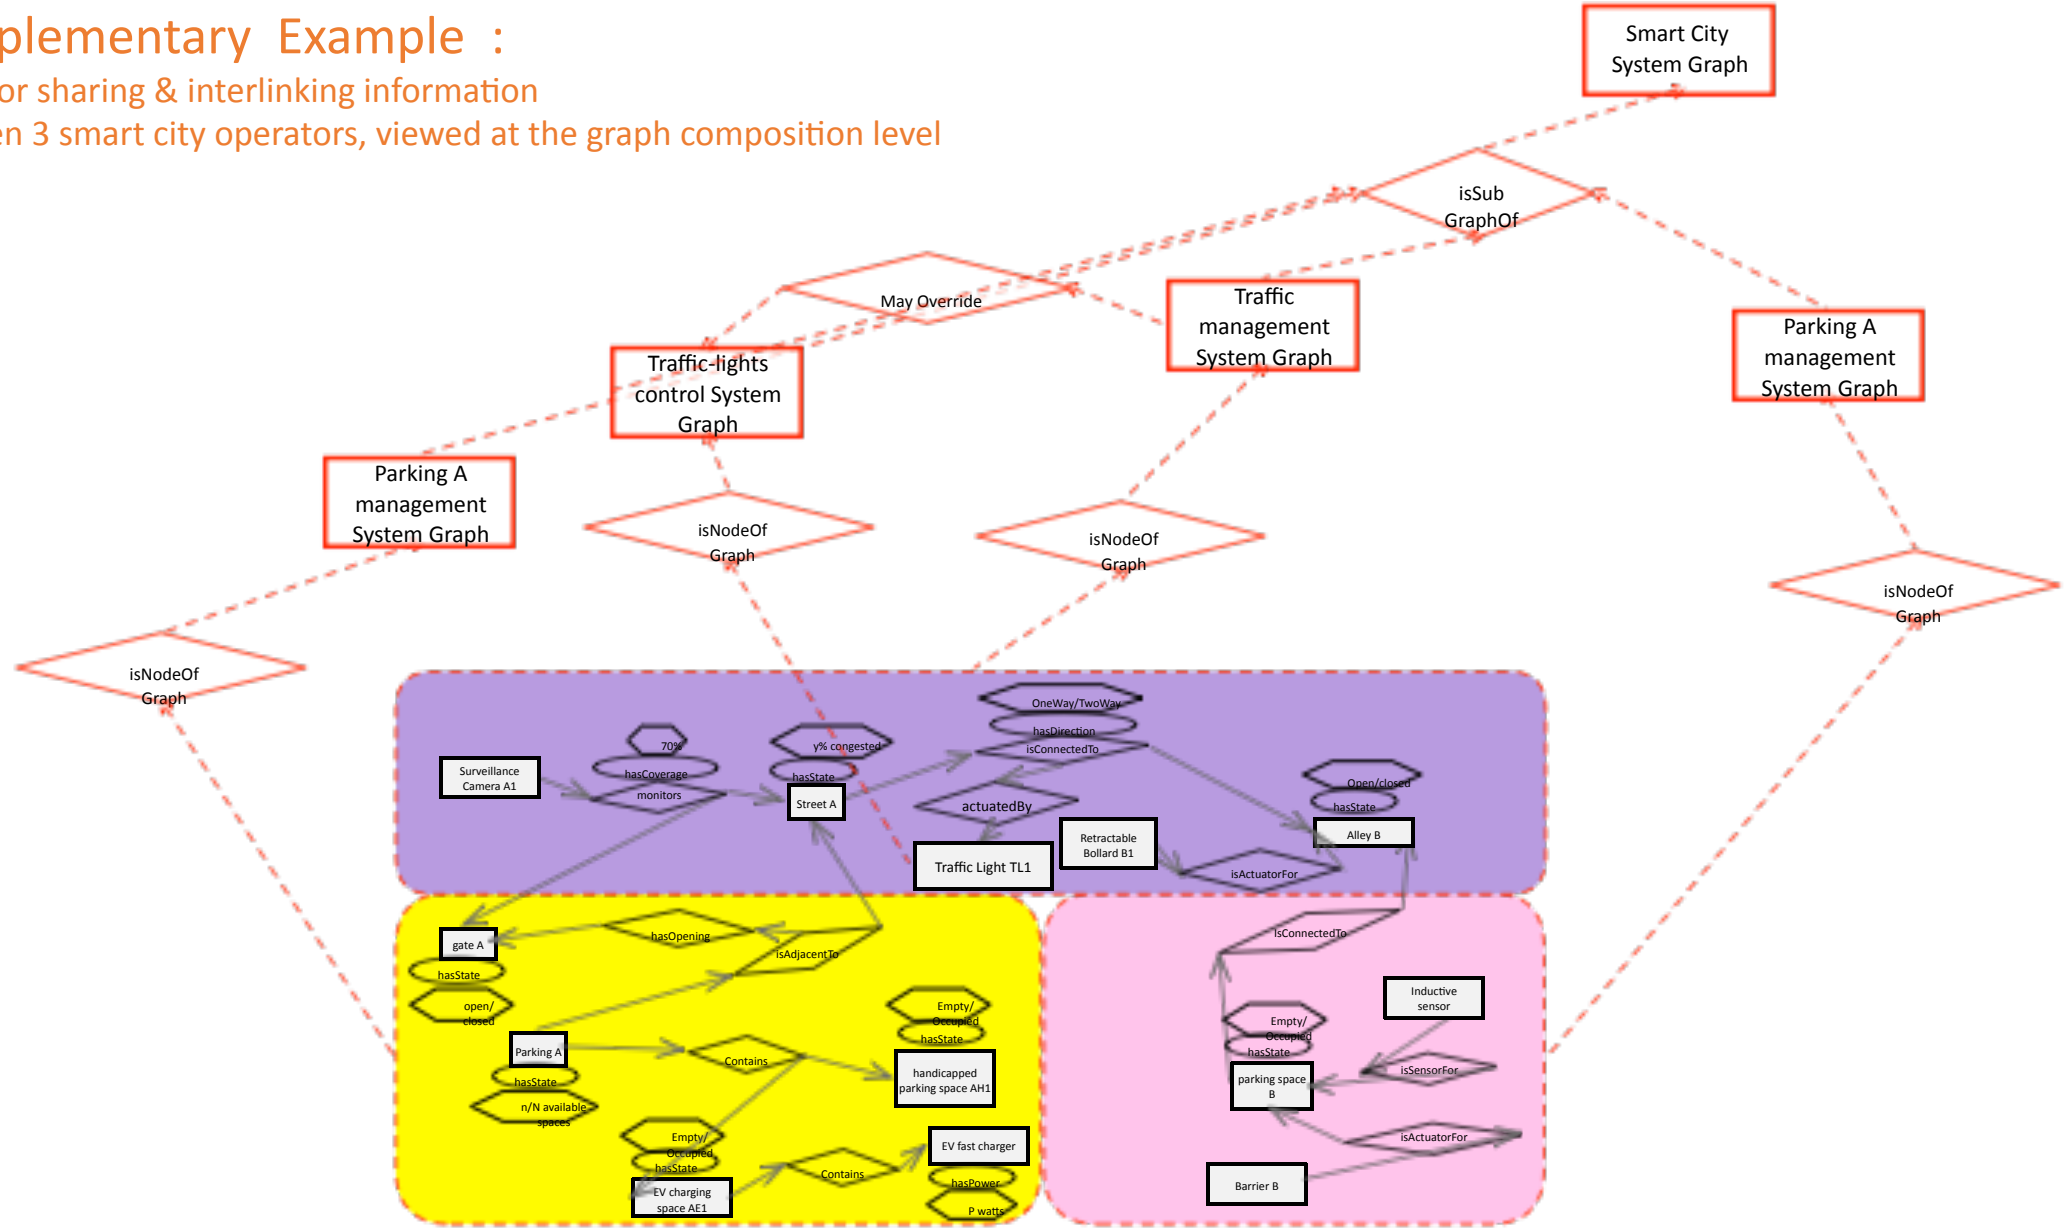 plementary Example :
or sharing & interlinking information
en 3 smart city operators, viewed at the graph composition level
Smart City
System Graph
isSub
GraphOf
May Override
Traffic
management
System Graph
Parking A
management
System Graph
Traffic-lights
control System
Graph
Parking A
management
System Graph
isNodeOf
Graph
isNodeOf
Graph
isNodeOf
Graph
isNodeOf
Graph
OneWay/TwoWay
hasDirection
isConnectedTo
70%
hasCoverage
monitors
y% congested
hasState
Street A
Surveillance
Camera A1
actuatedBy
Traffic Light TL1
Retractable
Bollard B1
isActuatorFor
Open/closed
hasState
Alley B
gate A
hasState
open/
closed
hasOpening
isAdjacentTo
Parking A
hasState
n/N available
spaces
Contains
Empty/
Occupied
hasState
handicapped
parking space AH1
Empty/
Occupied
hasState
EV charging
space AE1
Contains
EV fast charger
hasPower
P watts
isConnectedTo
Inductive
sensor
Empty/
Occupied
hasState
parking space
B
isSensorFor
isActuatorFor
Barrier B